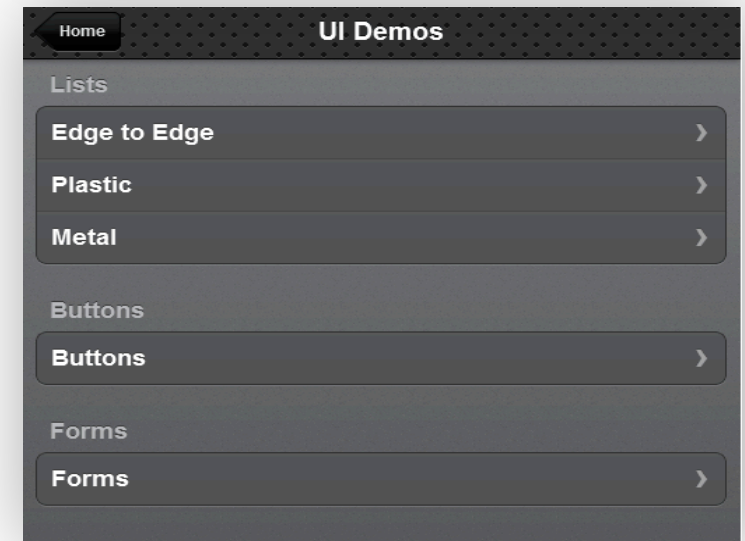 Home
UI Demos
Lists
Edge to Edge
Plastic
Metal
Buttons
Buttons
Forms
Forms